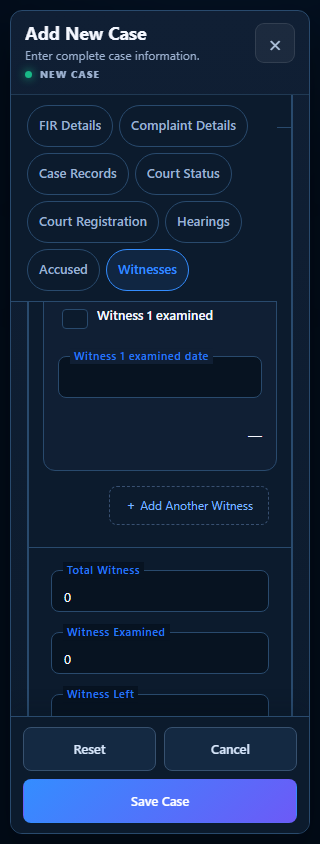 Add New Case
Enter complete case information.
NEW CASE
×
FIR Details
Complaint Details
Case Records
Court Status
Court Registration
Hearings
Accused
Witnesses
Witness 1 examined
Witness 1 examined date
—
+ Add Another Witness
Total Witness
0
Witness Examined
0
Witness Left
Reset
Cancel
Save Case